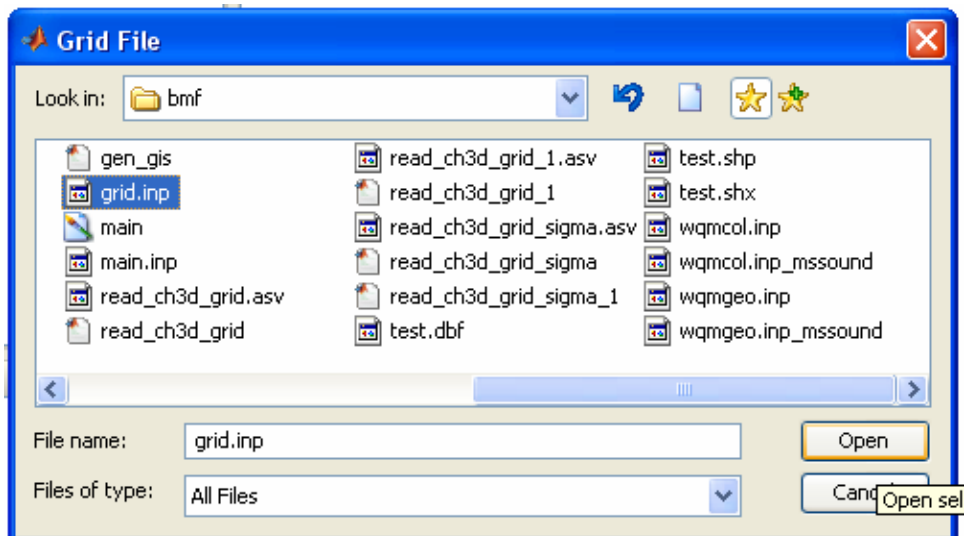 Grid File
Look in: bmf
gen_gis read_ch3d_grid_1.asv test.shp
grid.inp read_ch3d_grid_1 test.shx
main read_ch3d_grid_sigma.asv wqmcol.inp
main.inp read_ch3d_grid_sigma wqmcol.inp_mssound
read_ch3d_grid.asv read_ch3d_grid_sigma_1 wqmgeo.inp
read_ch3d_grid test.dbf wqmgeo.inp_mssound
File name: grid.inp Open
Files of type: All Files
Open sel